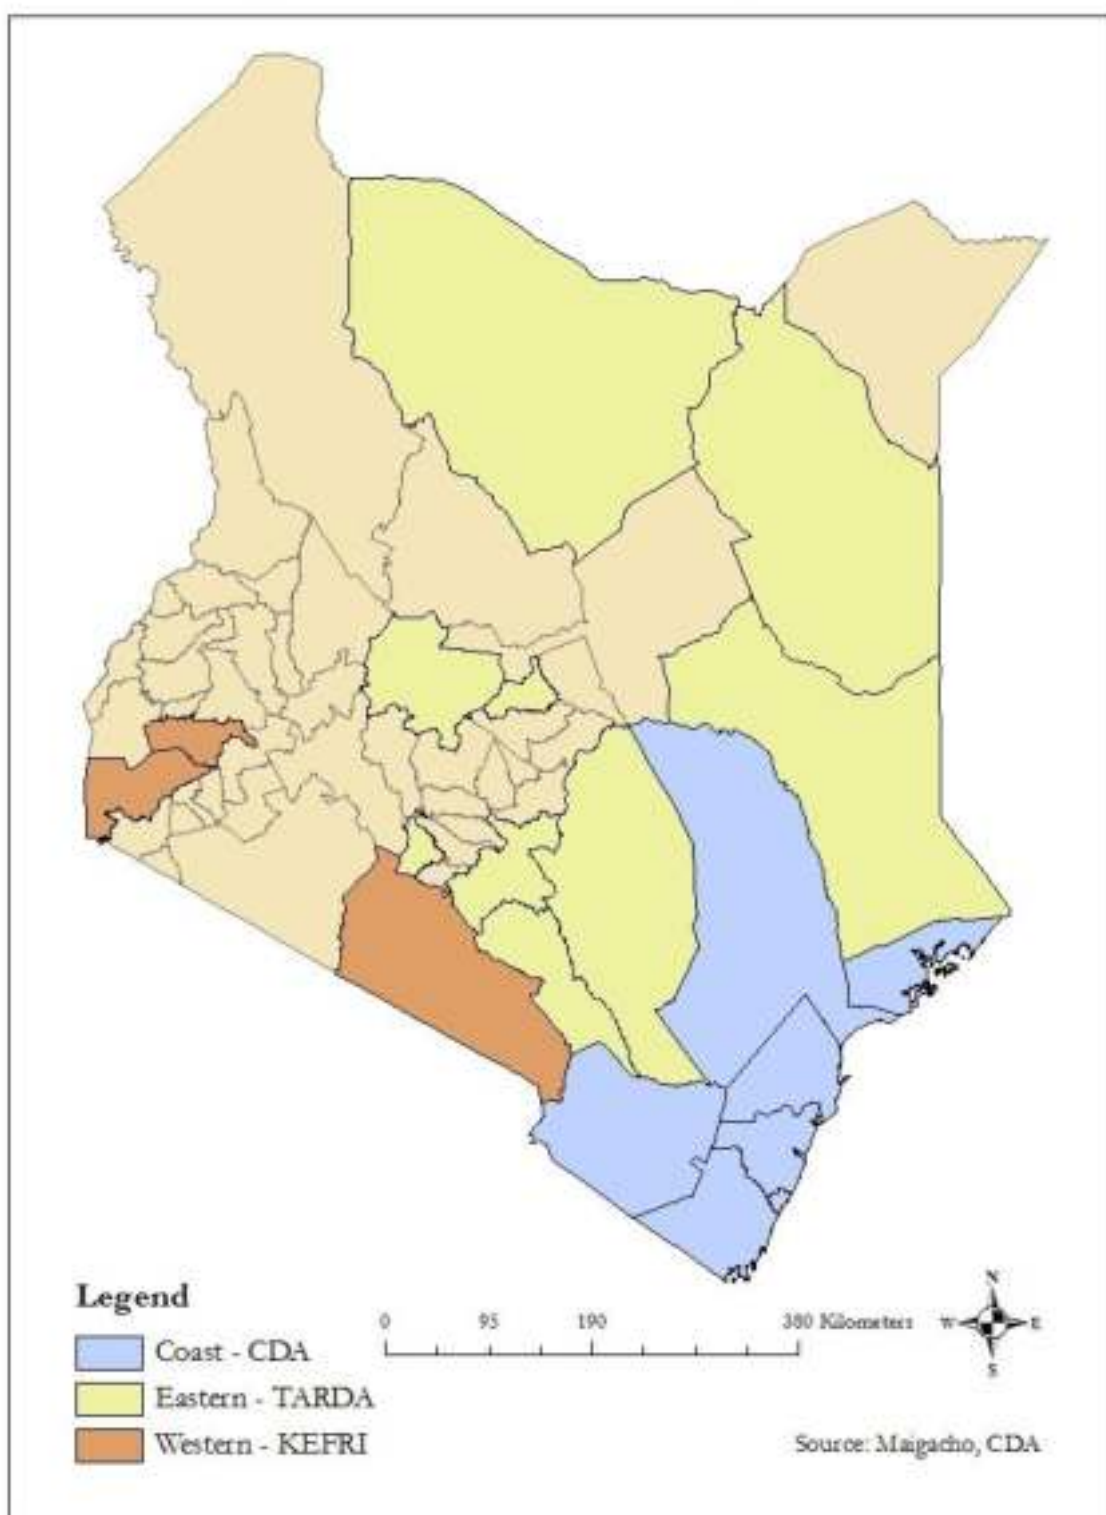 Legend
Coast - CDA
Eastern - TARDA
Western - KEFRI
0 95 190 380 Kilometers
N
W E
S
Source: Maigacho, CDA